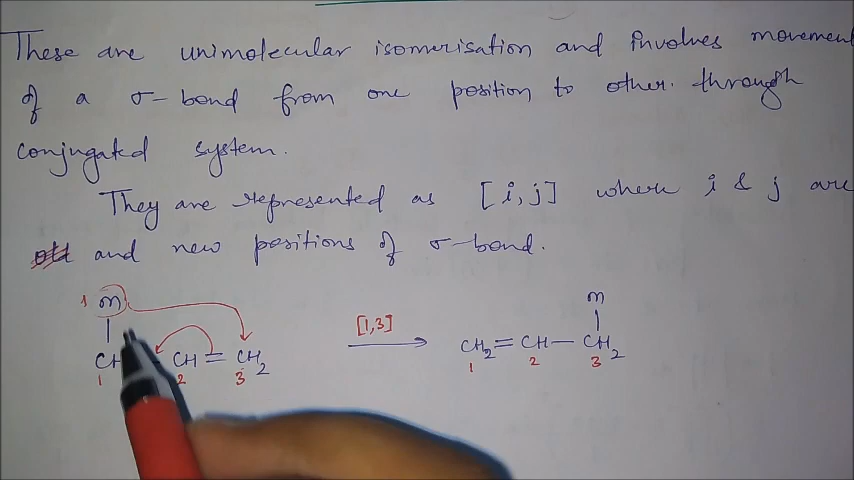 These are unimolecular isomerisation and involves movement
of a σ-bond from one position to other. through
conjugated system.
They are represented as [i,j] where i & j are
old and new positions of σ-bond.
1 m m
[1,3]
CH CH = CH2 CH2 = CH — CH2
1 2 3 1 2 3